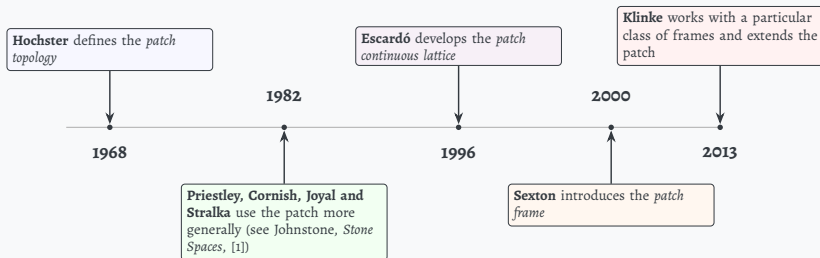 Hochster defines the patch
topology
1982
Escardó develops the patch
continuous lattice
2000
Klinke works with a particular
class of frames and extends the
patch
1968
Priestley, Cornish, Joyal and
Stralka use the patch more
generally (see Johnstone, Stone
Spaces, [1])
1996
Sexton introduces the patch
frame
2013